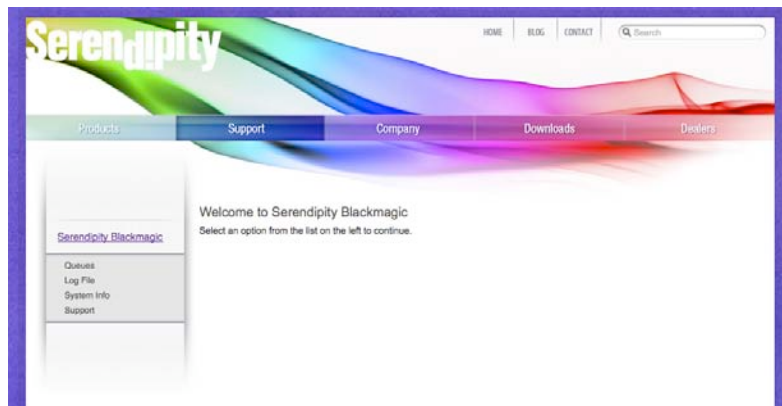 Serendipity
HOME BLOG CONTACT Search
Products Support Company Downloads Dealers
Welcome to Serendipity Blackmagic
Select an option from the list on the left to continue.
Serendipity Blackmagic
Queues
Log File
System Info
Support